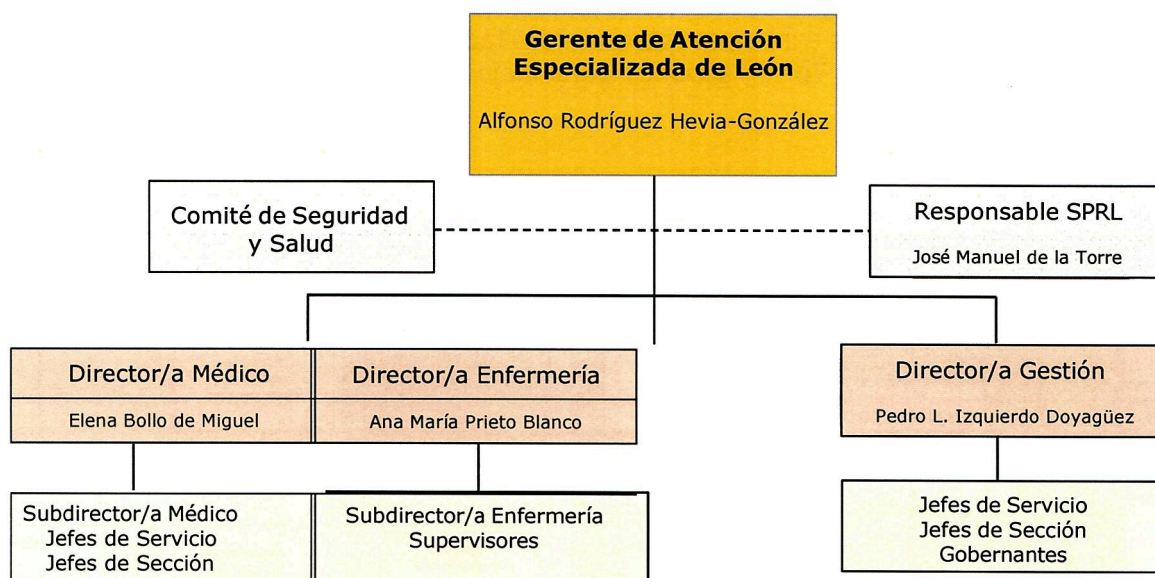 Gerente de Atención
Especializada de León
Alfonso Rodríguez Hevia-González
Comité de Seguridad
y Salud
Responsable SPRL
José Manuel de la Torre
Director/a Médico
Elena Bollo de Miguel
Director/a Enfermería
Ana María Prieto Blanco
Director/a Gestión
Pedro L. Izquierdo Doyagüez
Subdirector/a Médico
Jefes de Servicio
Jefes de Sección
Subdirector/a Enfermería
Supervisores
Jefes de Servicio
Jefes de Sección
Gobernantes